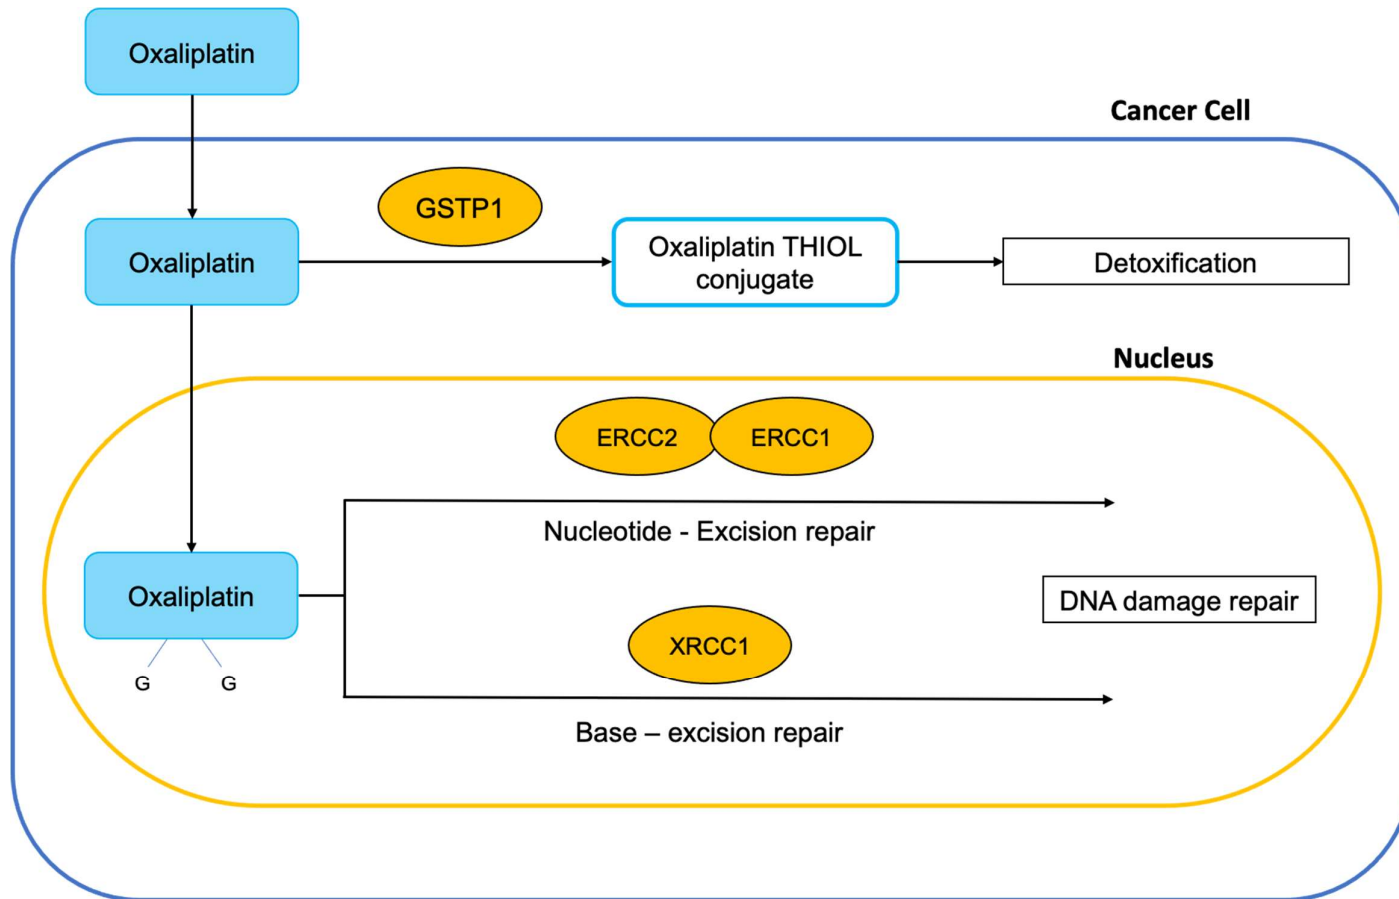 Oxaliplatin
Cancer Cell
GSTP1
Oxaliplatin
Oxaliplatin THIOL
conjugate
Detoxification
Nucleus
ERCC2
ERCC1
Nucleotide - Excision repair
Oxaliplatin
DNA damage repair
XRCC1
G
G
Base – excision repair